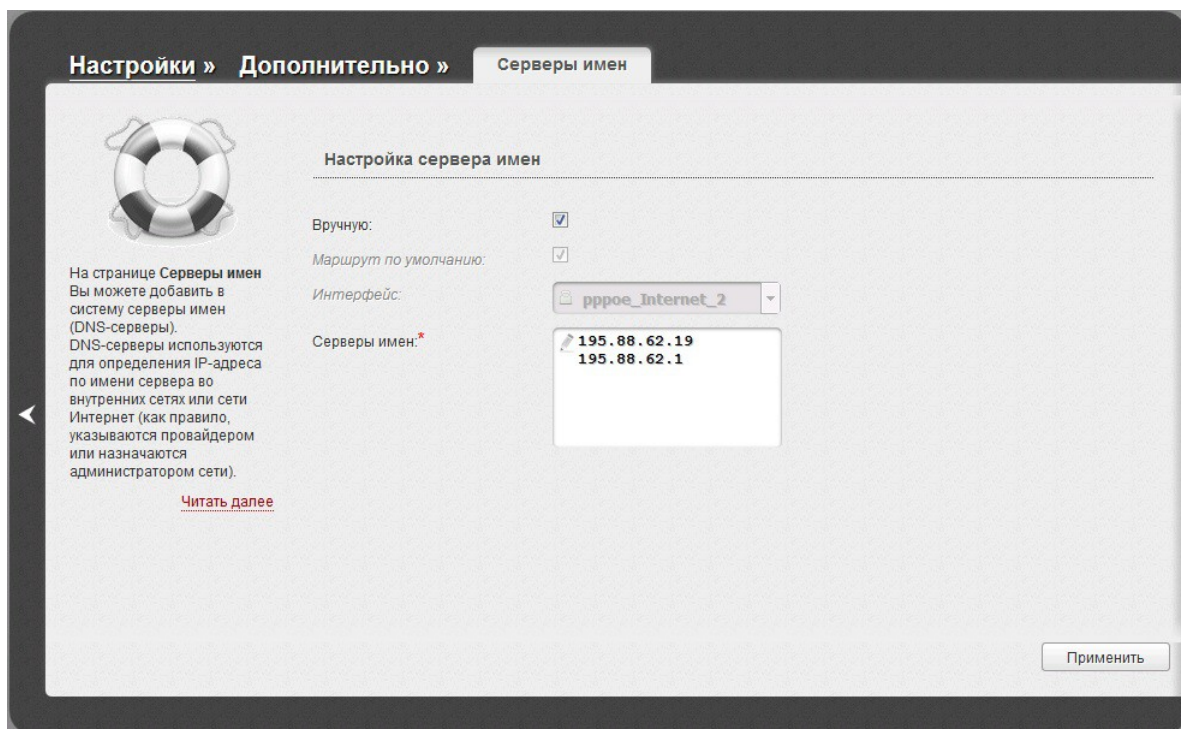 Настройки » Дополнительно » Серверы имен
Настройка сервера имен
На странице Серверы имен
Вы можете добавить в
систему серверы имен
(DNS-серверы).
DNS-серверы используются
для определения IP-адреса
по имени сервера во
внутренних сетях или сети
Интернет (как правило,
указываются провайдером
или назначаются
администратором сети).
Читать далее
Вручную:
Маршрут по умолчанию:
Интерфейс: pppoe_Internet_2
Серверы имен:* 195.88.62.19
195.88.62.1
Применить